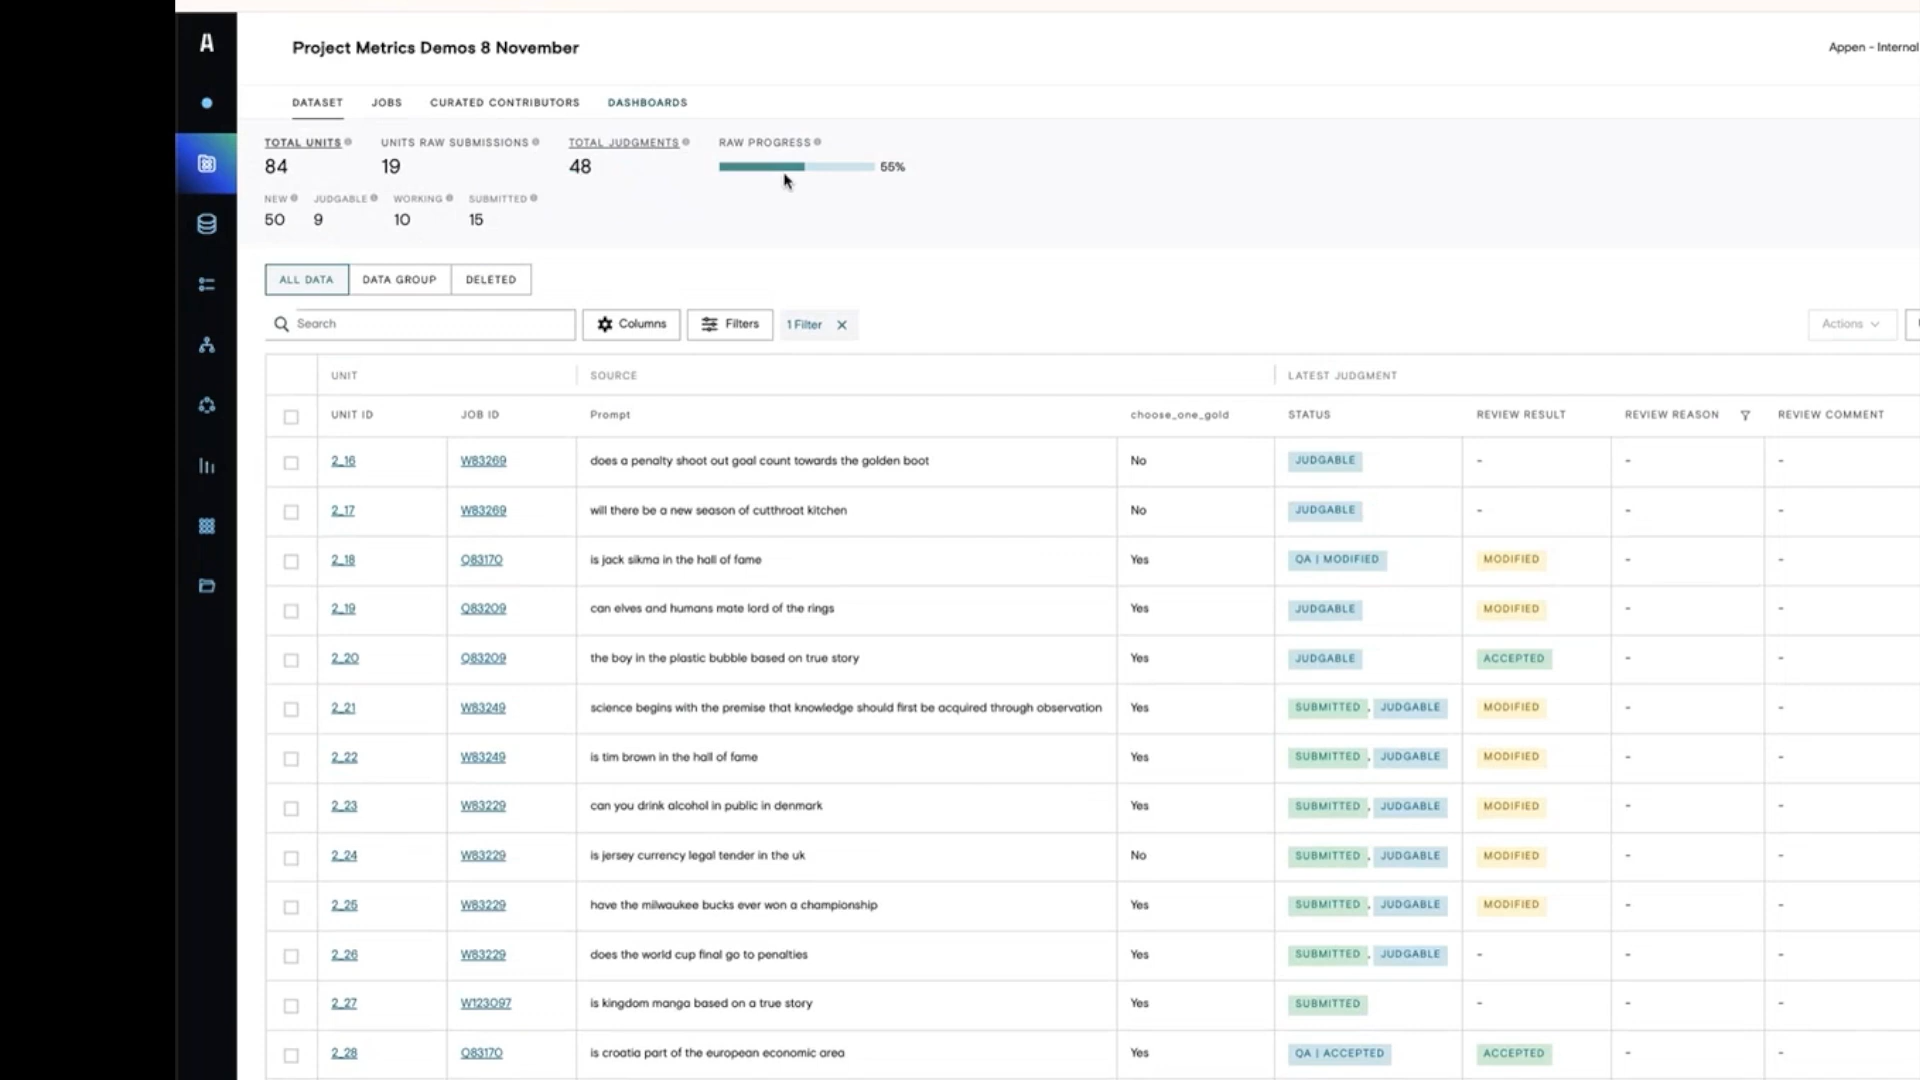 A
Project Metrics Demos 8 November
Appen - Internal
DATASET JOBS CURATED CONTRIBUTORS DASHBOARDS
TOTAL UNITS UNITS RAW SUBMISSIONS TOTAL JUDGMENTS RAW PROGRESS
84 19 48 55%
NEW JUDGABLE WORKING SUBMITTED
50 9 10 15
ALL DATA DATA GROUP DELETED
Search Columns Filters 1 Filter Actions
UNIT SOURCE LATEST JUDGMENT
UNIT ID JOB ID Prompt choose_one_gold STATUS REVIEW RESULT REVIEW REASON REVIEW COMMENT
2_16 W83269 does a penalty shoot out goal count towards the golden boot No JUDGABLE - - -
2_17 W83269 will there be a new season of cutthroat kitchen No JUDGABLE - - -
2_18 Q83170 is jack sikma in the hall of fame Yes QA | MODIFIED MODIFIED - -
2_19 Q83209 can elves and humans mate lord of the rings Yes JUDGABLE MODIFIED - -
2_20 Q83209 the boy in the plastic bubble based on true story Yes JUDGABLE ACCEPTED - -
2_21 W83249 science begins with the premise that knowledge should first be acquired through observation Yes SUBMITTED , JUDGABLE MODIFIED - -
2_22 W83249 is tim brown in the hall of fame Yes SUBMITTED , JUDGABLE MODIFIED - -
2_23 W83229 can you drink alcohol in public in denmark Yes SUBMITTED , JUDGABLE MODIFIED - -
2_24 W83229 is jersey currency legal tender in the uk No SUBMITTED , JUDGABLE MODIFIED - -
2_25 W83229 have the milwaukee bucks ever won a championship Yes SUBMITTED , JUDGABLE MODIFIED - -
2_26 W83229 does the world cup final go to penalties Yes SUBMITTED , JUDGABLE - - -
2_27 W123097 is kingdom manga based on a true story Yes SUBMITTED - - -
2_28 Q83170 is croatia part of the european economic area Yes QA | ACCEPTED ACCEPTED - -